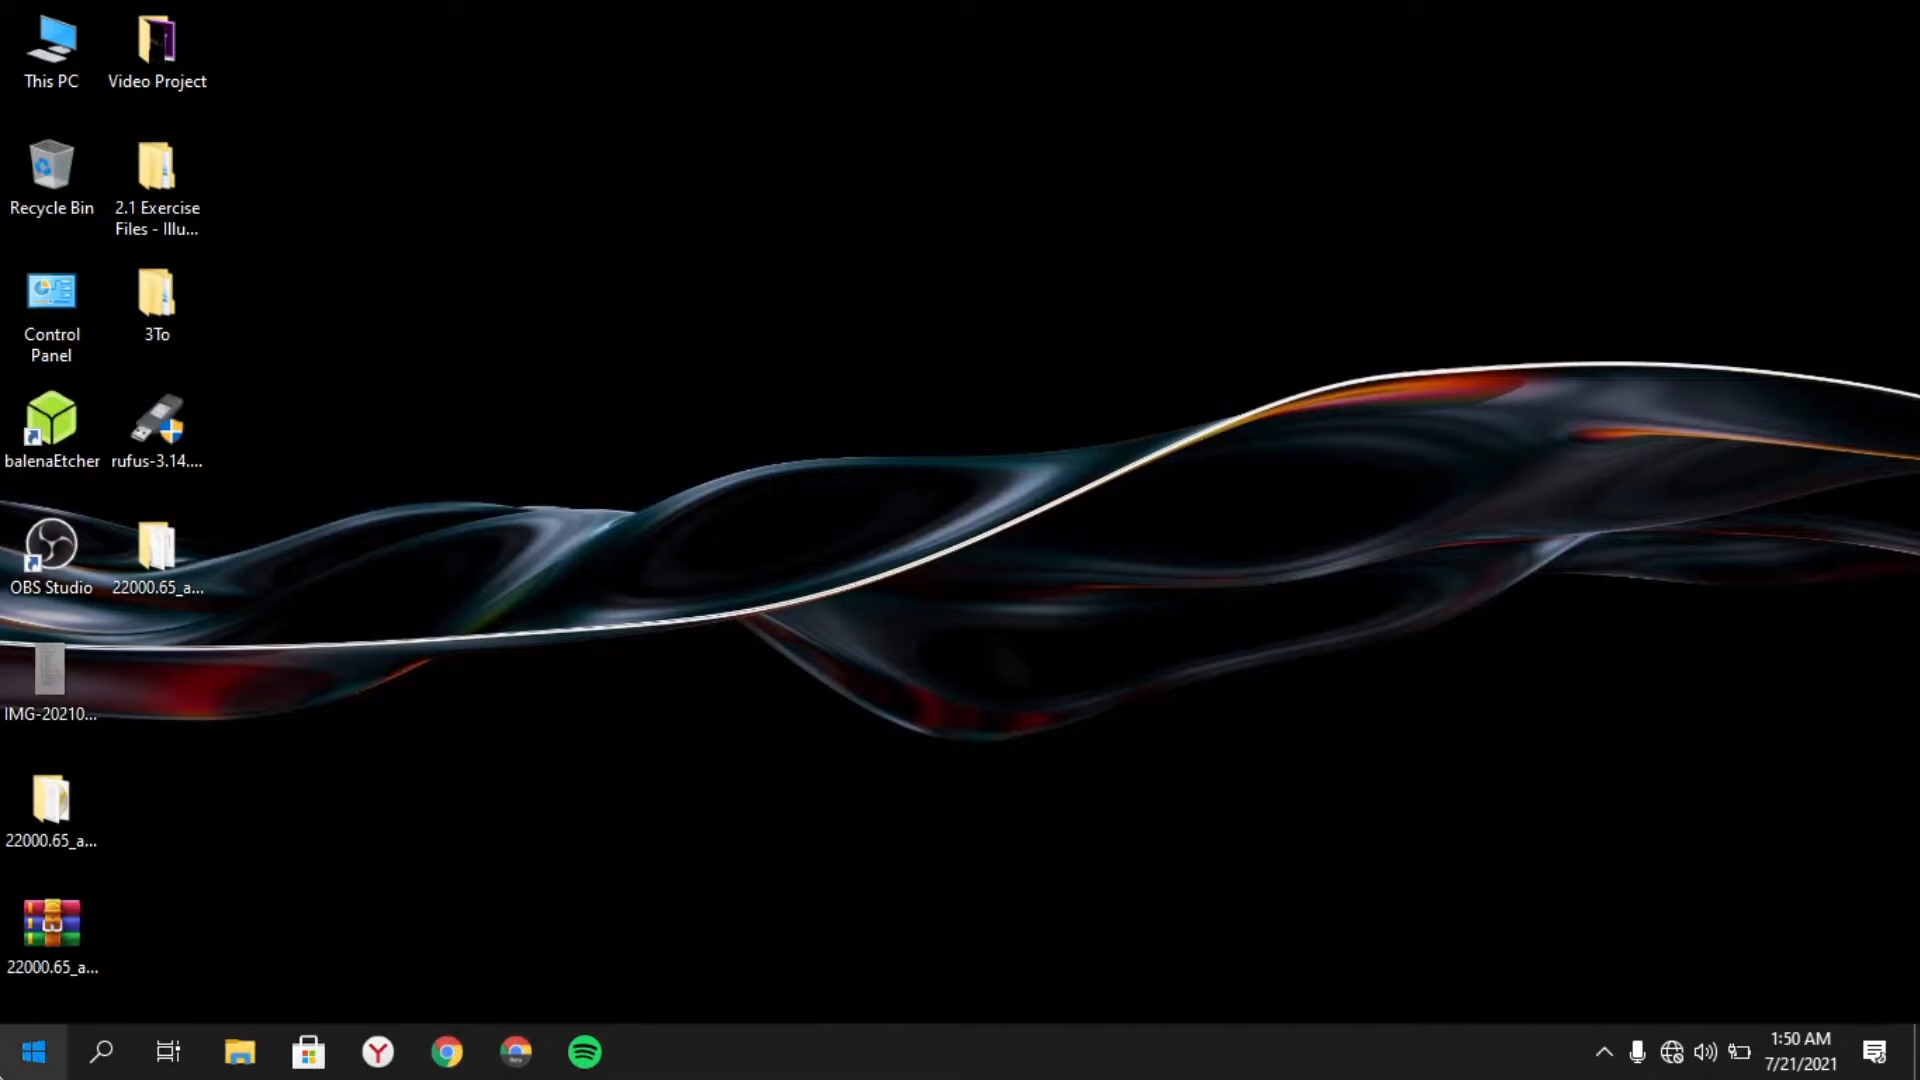 This PC
Video Project
Recycle Bin
2.1 Exercise
Files - Illu...
Control
Panel
3To
balenaEtcher
rufus-3.14....
OBS Studio
22000.65_a...
IMG-20210...
22000.65_a...
22000.65_a...
1:50 AM
7/21/2021